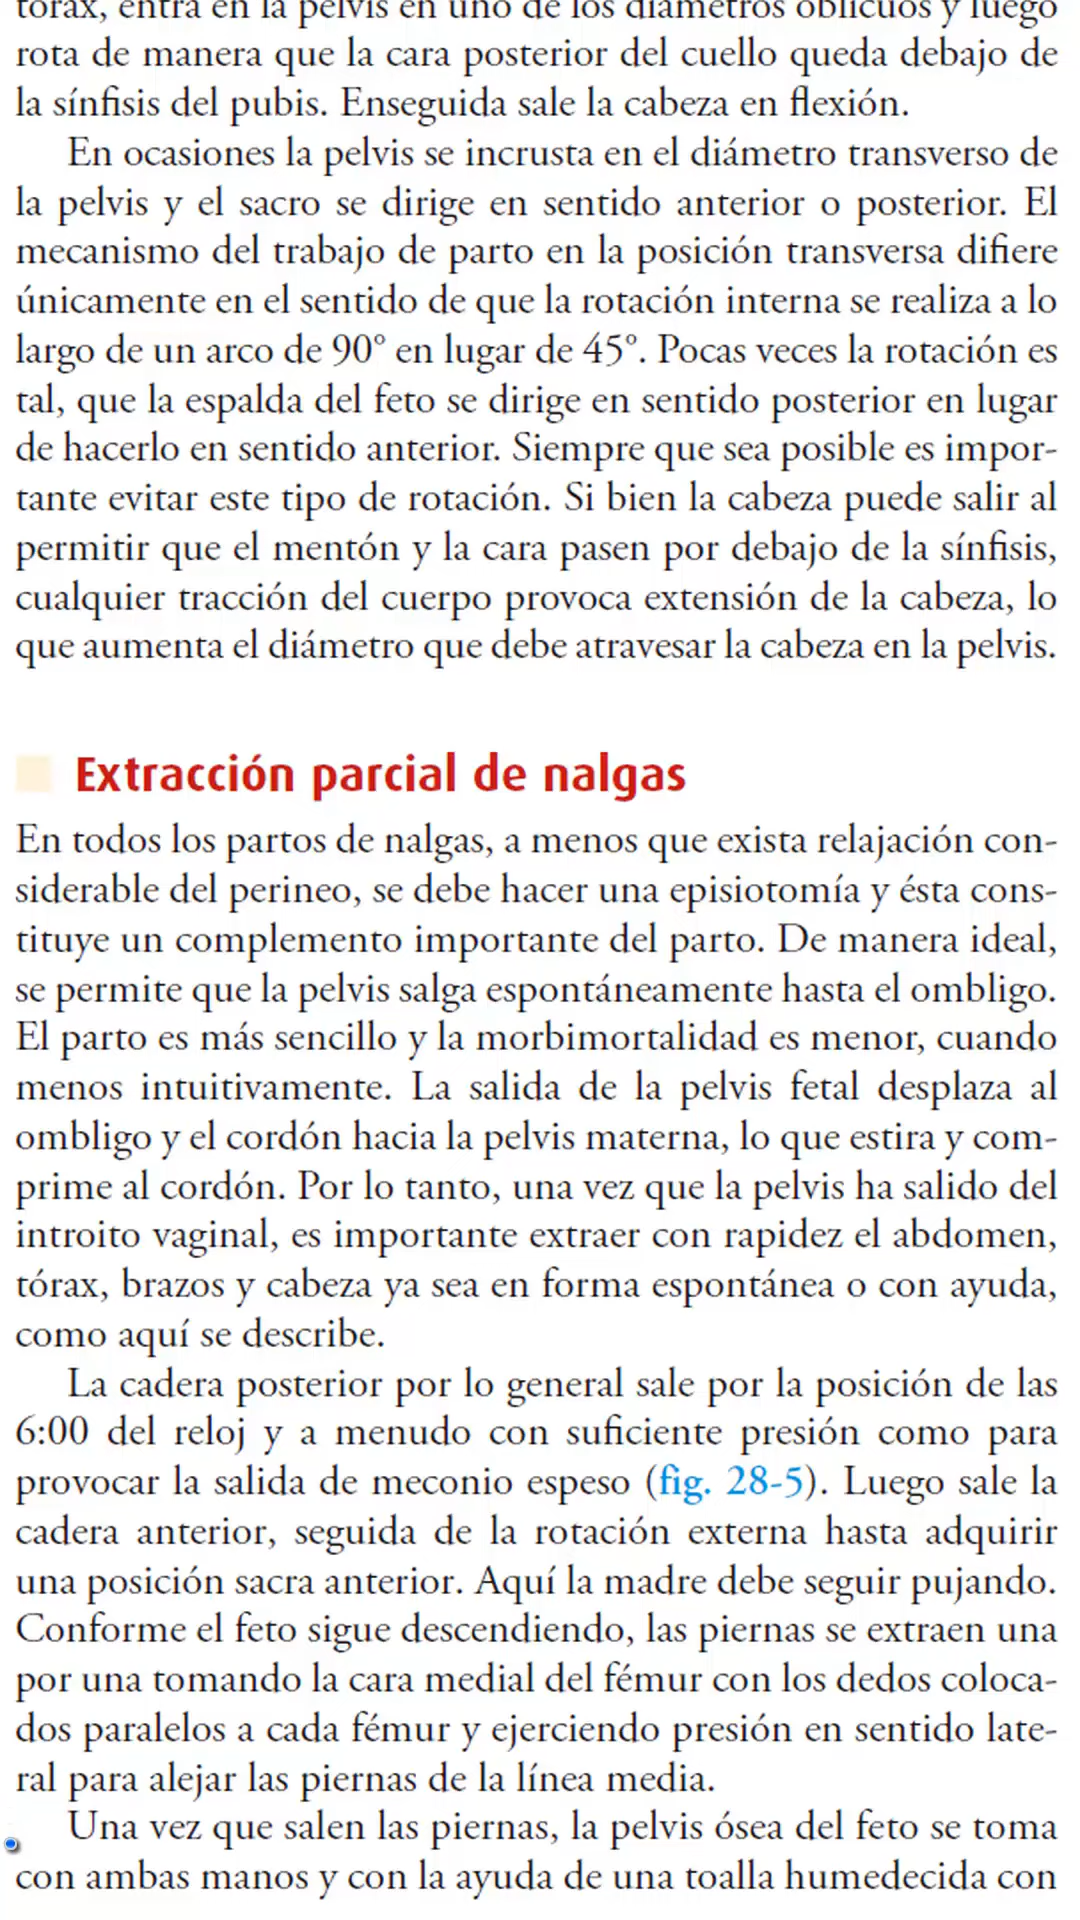 tórax, entra en la pelvis en uno de los diámetros oblicuos y luego
rota de manera que la cara posterior del cuello queda debajo de
la sínfisis del pubis. Enseguida sale la cabeza en flexión.
En ocasiones la pelvis se incrusta en el diámetro transverso de
la pelvis y el sacro se dirige en sentido anterior o posterior. El
mecanismo del trabajo de parto en la posición transversa difiere
únicamente en el sentido de que la rotación interna se realiza a lo
largo de un arco de 90° en lugar de 45°. Pocas veces la rotación es
tal, que la espalda del feto se dirige en sentido posterior en lugar
de hacerlo en sentido anterior. Siempre que sea posible es impor-
tante evitar este tipo de rotación. Si bien la cabeza puede salir al
permitir que el mentón y la cara pasen por debajo de la sínfisis,
cualquier tracción del cuerpo provoca extensión de la cabeza, lo
que aumenta el diámetro que debe atravesar la cabeza en la pelvis.
Extracción parcial de nalgas
En todos los partos de nalgas, a menos que exista relajación con-
siderable del perineo, se debe hacer una episiotomía y ésta cons-
tituye un complemento importante del parto. De manera ideal,
se permite que la pelvis salga espontáneamente hasta el ombligo.
El parto es más sencillo y la morbimortalidad es menor, cuando
menos intuitivamente. La salida de la pelvis fetal desplaza al
ombligo y el cordón hacia la pelvis materna, lo que estira y com-
prime al cordón. Por lo tanto, una vez que la pelvis ha salido del
introito vaginal, es importante extraer con rapidez el abdomen,
tórax, brazos y cabeza ya sea en forma espontánea o con ayuda,
como aquí se describe.
La cadera posterior por lo general sale por la posición de las
6:00 del reloj y a menudo con suficiente presión como para
provocar la salida de meconio espeso (fig. 28-5). Luego sale la
cadera anterior, seguida de la rotación externa hasta adquirir
una posición sacra anterior. Aquí la madre debe seguir pujando.
Conforme el feto sigue descendiendo, las piernas se extraen una
por una tomando la cara medial del fémur con los dedos coloca-
dos paralelos a cada fémur y ejerciendo presión en sentido late-
ral para alejar las piernas de la línea media.
Una vez que salen las piernas, la pelvis ósea del feto se toma
con ambas manos y con la ayuda de una toalla humedecida con